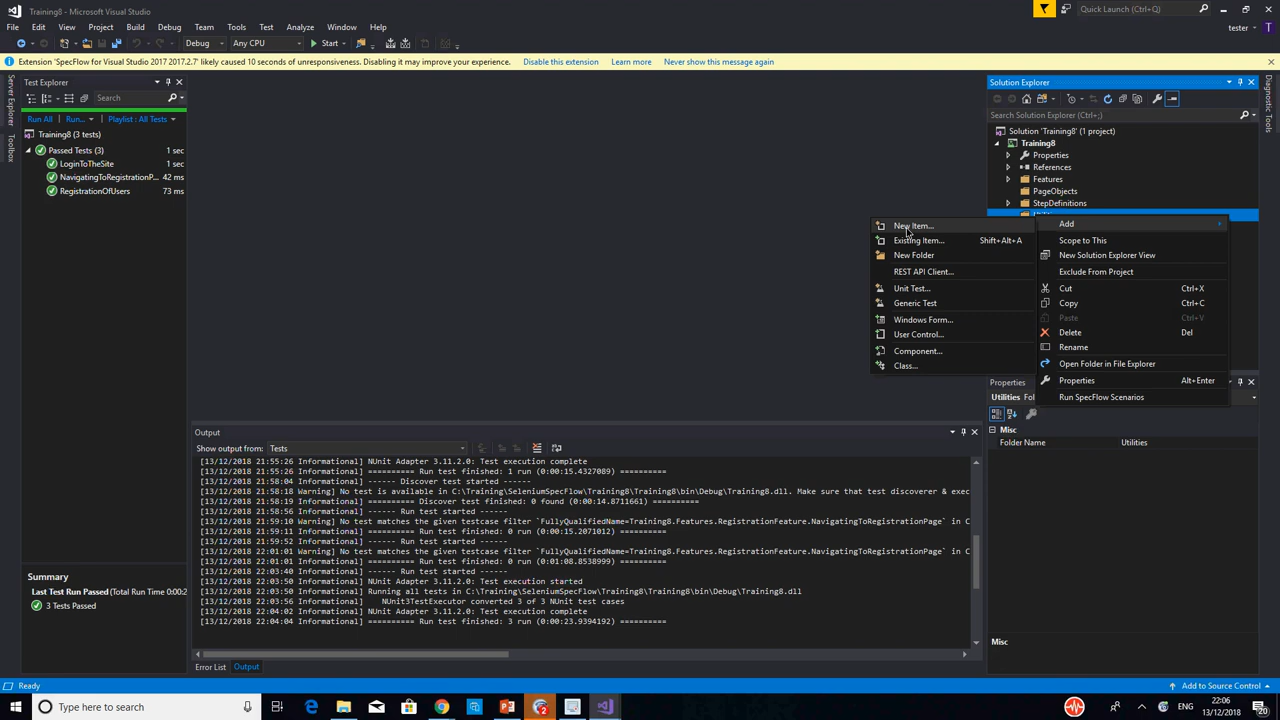 Training8 - Microsoft Visual Studio
Quick Launch (Ctrl+Q)
File Edit View Project Build Debug Team Tools Test Analyze Window Help
tester T
Debug Any CPU Start
Extension 'SpecFlow for Visual Studio 2017 2017.2.7' likely caused 10 seconds of unresponsiveness. Disabling it may improve your experience. Disable this extension Learn more Never show this message again
Server Explorer
Toolbox
Test Explorer
Search
Run All Run... Playlist : All Tests
Training8 (3 tests)
Passed Tests (3) 1 sec
LoginToTheSite 1 sec
NavigatingToRegistrationP... 42 ms
RegistrationOfUsers 73 ms
Summary
Last Test Run Passed (Total Run Time 0:00:2
3 Tests Passed
Solution Explorer
Search Solution Explorer (Ctrl+;)
Solution 'Training8' (1 project)
Training8
Properties
References
Features
PageObjects
StepDefinitions
Diagnostic Tools
New Item...
Existing Item... Shift+Alt+A
New Folder
REST API Client...
Unit Test...
Generic Test
Windows Form...
User Control...
Component...
Class...
Add
Scope to This
New Solution Explorer View
Exclude From Project
Cut Ctrl+X
Copy Ctrl+C
Paste Ctrl+V
Delete Del
Rename
Open Folder in File Explorer
Properties Alt+Enter
Run SpecFlow Scenarios
Properties
Utilities Fol
Misc
Folder Name Utilities
Misc
Output
Show output from: Tests
[13/12/2018 21:55:26 Informational] NUnit Adapter 3.11.2.0: Test execution complete
[13/12/2018 21:55:26 Informational] ========== Run test finished: 1 run (0:00:15.4327089) ==========
[13/12/2018 21:58:04 Informational] ------ Discover test started ------
[13/12/2018 21:58:18 Warning] No test is available in C:\Training\SeleniumSpecFlow\Training8\Training8\bin\Debug\Training8.dll. Make sure that test discoverer & exec
[13/12/2018 21:58:19 Informational] ========== Discover test finished: 0 found (0:00:14.8711661) ==========
[13/12/2018 21:58:56 Informational] ------ Run test started ------
[13/12/2018 21:59:10 Warning] No test matches the given testcase filter `FullyQualifiedName=Training8.Features.RegistrationFeature.NavigatingToRegistrationPage` in C
[13/12/2018 21:59:10 Informational] ========== Run test finished: 0 run (0:00:15.2071012) ==========
[13/12/2018 21:59:52 Informational] ------ Run test started ------
[13/12/2018 22:01:01 Warning] No test matches the given testcase filter `FullyQualifiedName=Training8.Features.RegistrationFeature.NavigatingToRegistrationPage` in C
[13/12/2018 22:01:01 Informational] ========== Run test finished: 0 run (0:01:08.8538999) ==========
[13/12/2018 22:03:40 Informational] ------ Run test started ------
[13/12/2018 22:03:50 Informational] NUnit Adapter 3.11.2.0: Test execution started
[13/12/2018 22:03:50 Informational] Running all tests in C:\Training\SeleniumSpecFlow\Training8\Training8\bin\Debug\Training8.dll
[13/12/2018 22:03:56 Informational] NUnit3TestExecutor converted 3 of 3 NUnit test cases
[13/12/2018 22:04:02 Informational] NUnit Adapter 3.11.2.0: Test execution complete
[13/12/2018 22:04:04 Informational] ========== Run test finished: 3 run (0:00:23.9394192) ==========
Error List Output
Ready
Add to Source Control
Type here to search
ENG
22:06
13/12/2018
20